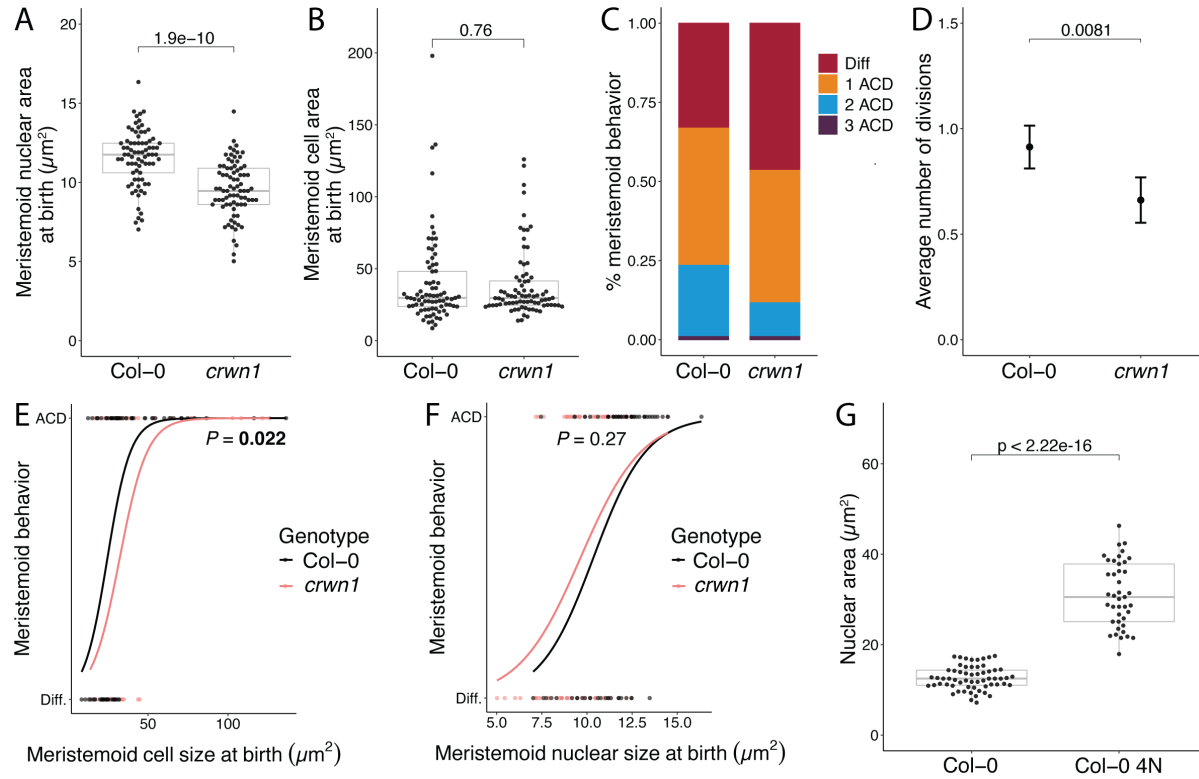 A
Meristemoid nuclear area
at birth (μm²)
20
15
10
5
0
1.9e−10
Col−0
crwn1
B
Meristemoid cell area
at birth (μm²)
200
150
100
50
0
0.76
Col−0
crwn1
C
% meristemoid behavior
1.00
0.75
0.50
0.25
0.00
Col−0
crwn1
Diff
1 ACD
2 ACD
3 ACD
D
Average number of divisions
1.5
1.0
0.5
0.0
0.0081
Col−0
crwn1
E
Meristemoid behavior
ACD
Diff.
P = 0.022
Genotype
Col−0
crwn1
50
100
Meristemoid cell size at birth (μm²)
F
Meristemoid behavior
ACD
Diff.
P = 0.27
Genotype
Col−0
crwn1
5.0
7.5
10.0
12.5
15.0
Meristemoid nuclear size at birth (μm²)
G
Nuclear area (μm²)
60
40
20
0
p < 2.22e−16
Col−0
Col−0 4N